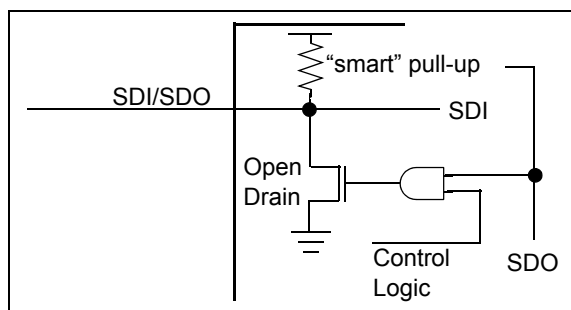 “smart” pull-up
SDI/SDO
SDI
Open
Drain
Control
Logic
SDO